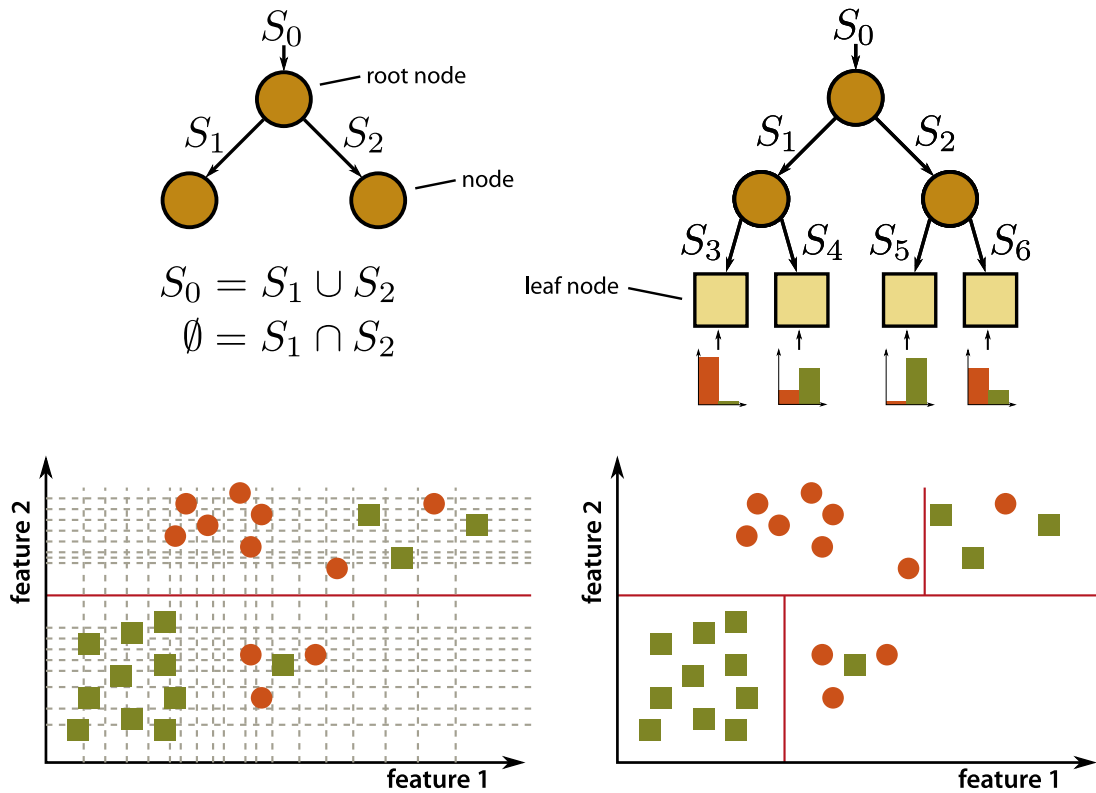 S₀
root node
S₁ S₂
node
S₀ = S₁ ∪ S₂
∅ = S₁ ∩ S₂
S₀
S₁ S₂
S₃ S₄ S₅ S₆
leaf node
feature 2
feature 1
feature 2
feature 1